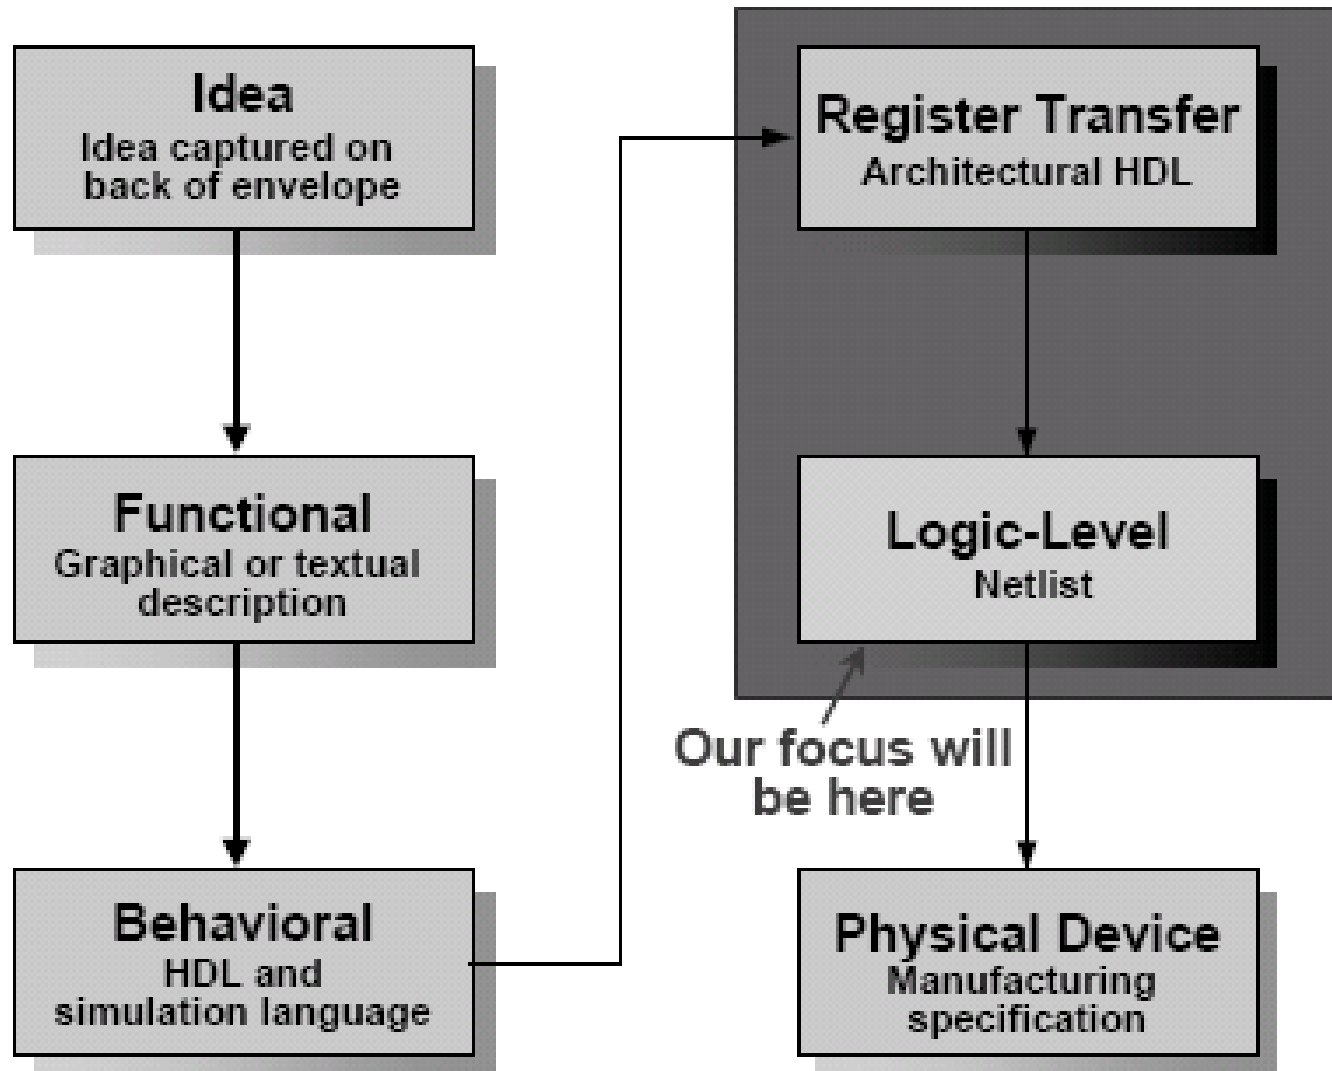 Idea
Idea captured on
back of envelope
Functional
Graphical or textual
description
Behavioral
HDL and
simulation language
Register Transfer
Architectural HDL
Logic-Level
Netlist
Our focus will
be here
Physical Device
Manufacturing
specification